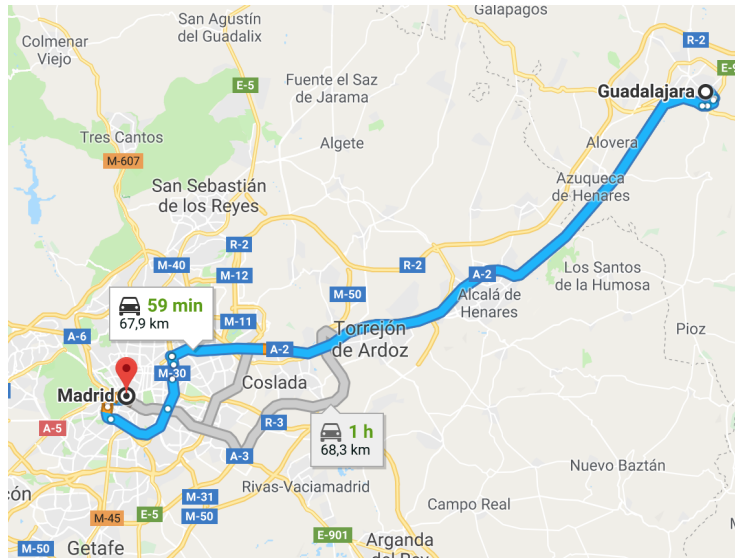 Galapagos
San Agustín
del Guadalix
Colmenar
Viejo
R-2
E-5
Fuente el Saz
de Jarama
Guadalajara
Tres Cantos
Algete
Alovera
M-607
San Sebastián
de los Reyes
Azuqueca
de Henares
R-2
M-40
M-12
R-2
A-2
Los Santos
de la Humosa
M-50
Alcalá de
Henares
59 min
67,9 km
M-11
Torrejón
de Ardoz
Pioz
A-6
A-2
M-30
Coslada
Madrid
R-3
A-5
1 h
68,3 km
A-3
Nuevo Baztán
Rivas-Vaciamadrid
M-31
M-50
Campo Real
E-5
M-45
E-901
Arganda
M-50
Getafe